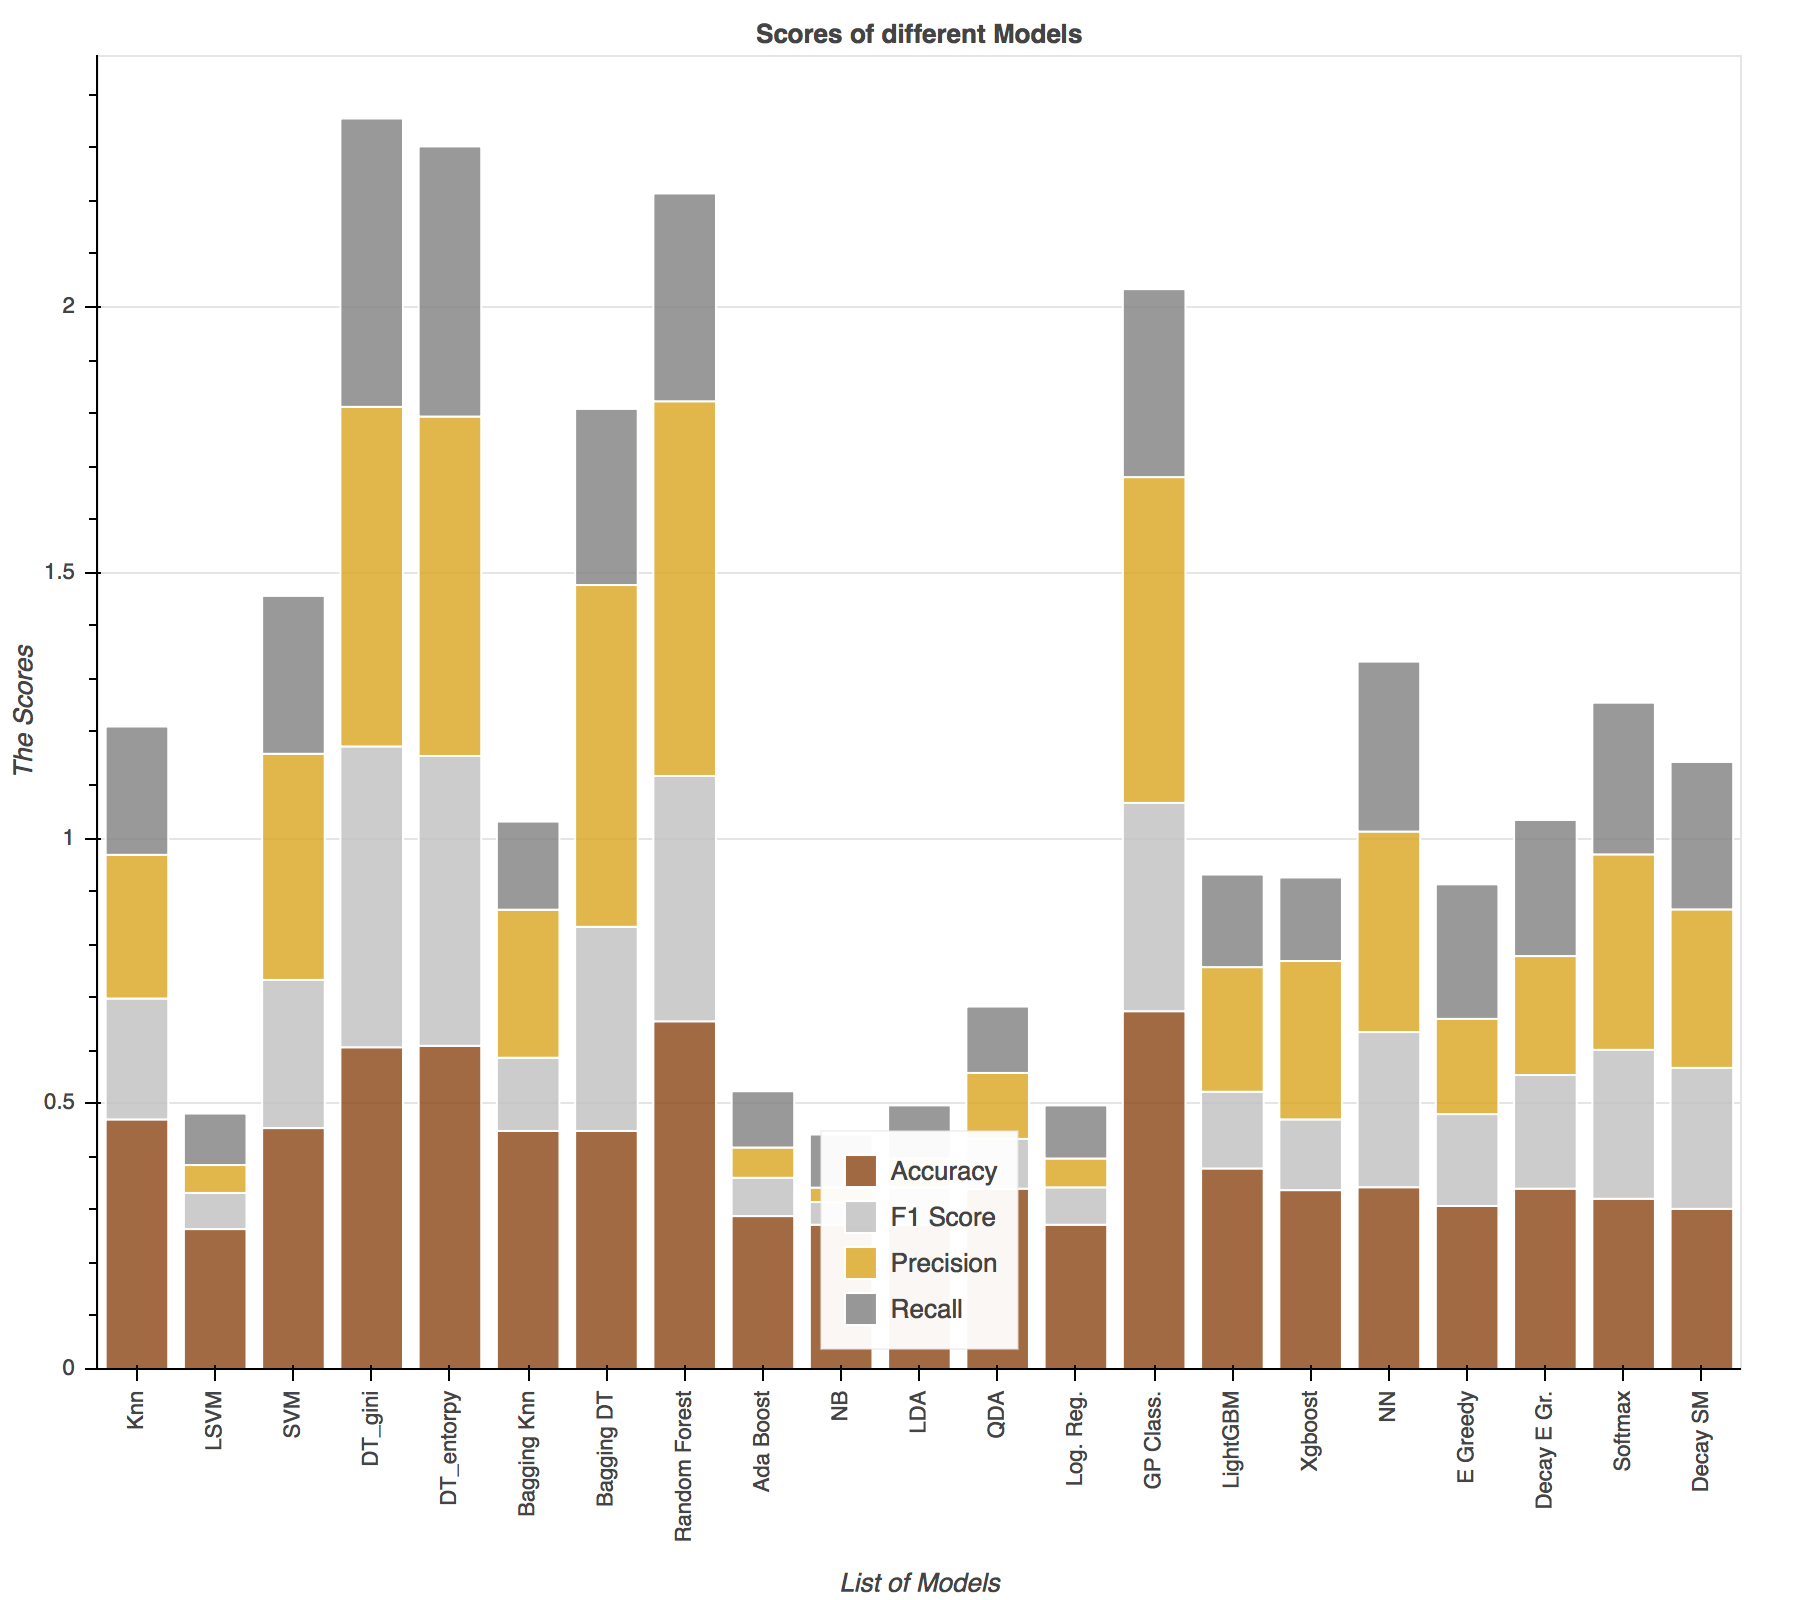 Scores of different Models
The Scores
2
1.5
1
0.5
0
Accuracy
F1 Score
Precision
Recall
Knn
LSVM
SVM
DT_gini
DT_entorpy
Bagging Knn
Bagging DT
Random Forest
Ada Boost
NB
LDA
QDA
Log. Reg.
GP Class.
LightGBM
Xgboost
NN
E Greedy
Decay E Gr.
Softmax
Decay SM
List of Models